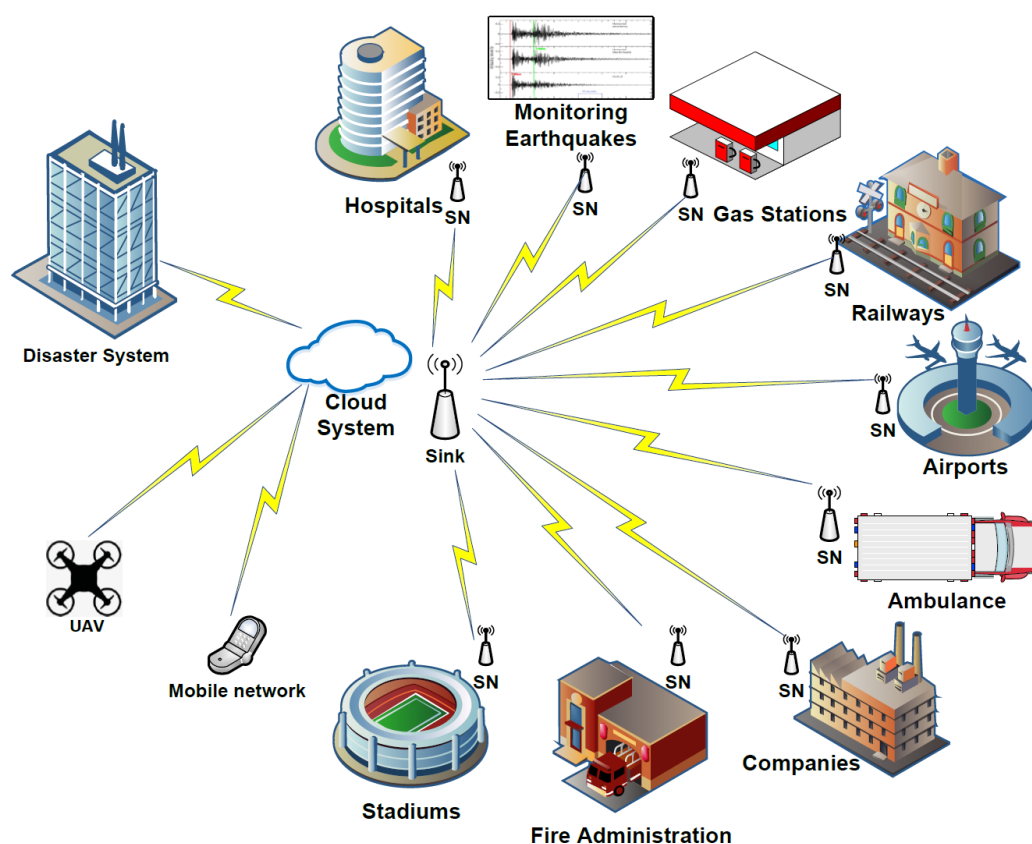 Monitoring
Earthquakes
Hospitals
SN
SN
SN
Gas Stations
SN
Railways
Disaster System
Cloud
System
Sink
SN
Airports
SN
Ambulance
UAV
Mobile network
SN
SN
SN
Companies
Stadiums
Fire Administration